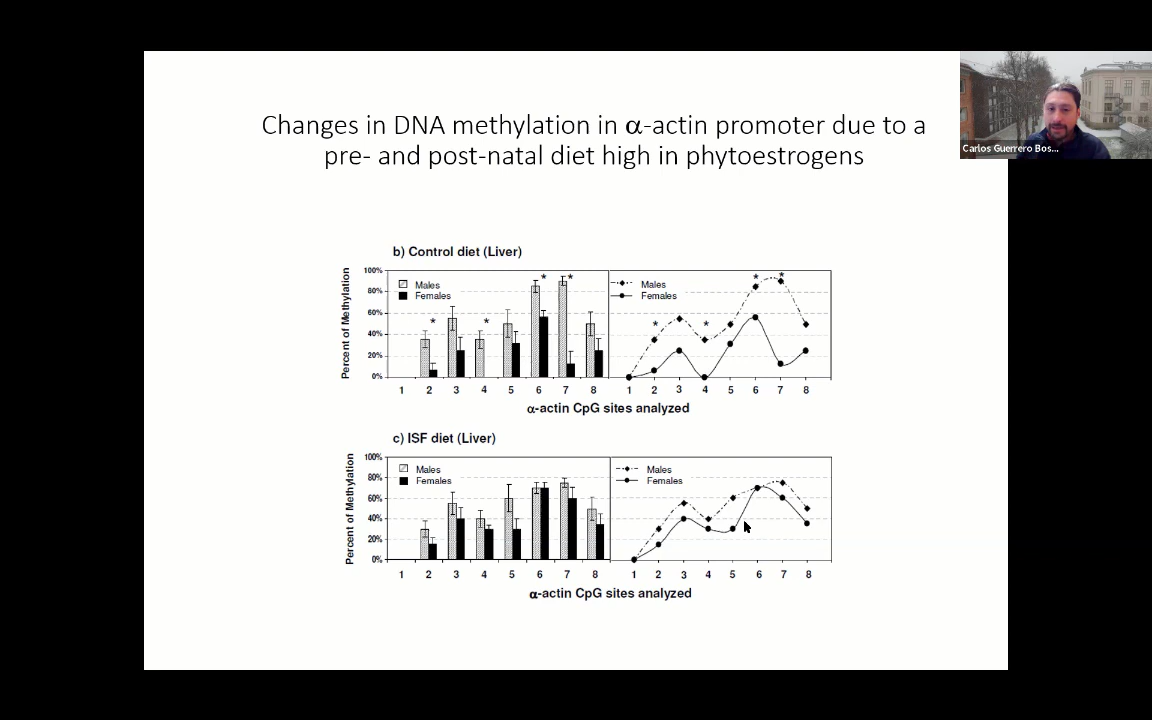 Changes in DNA methylation in α-actin promoter due to a
pre- and post-natal diet high in phytoestrogens
Carlos Guerrero Bos...
b) Control diet (Liver)
Percent of Methylation
100%
80%
60%
40%
20%
0%
Males
Females
* * * *
1 2 3 4 5 6 7 8
Males
Females
* * * *
1 2 3 4 5 6 7 8
α-actin CpG sites analyzed
c) ISF diet (Liver)
Percent of Methylation
100%
80%
60%
40%
20%
0%
Males
Females
1 2 3 4 5 6 7 8
Males
Females
1 2 3 4 5 6 7 8
α-actin CpG sites analyzed